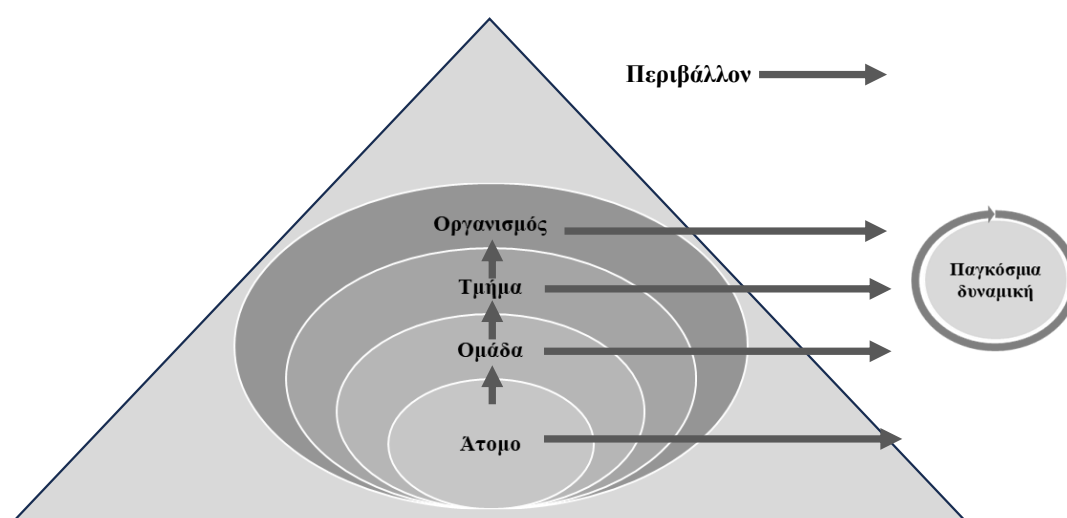 Περιβάλλον
Οργανισμός
Τμήμα
Ομάδα
Άτομο
Παγκόσμια
δυναμική